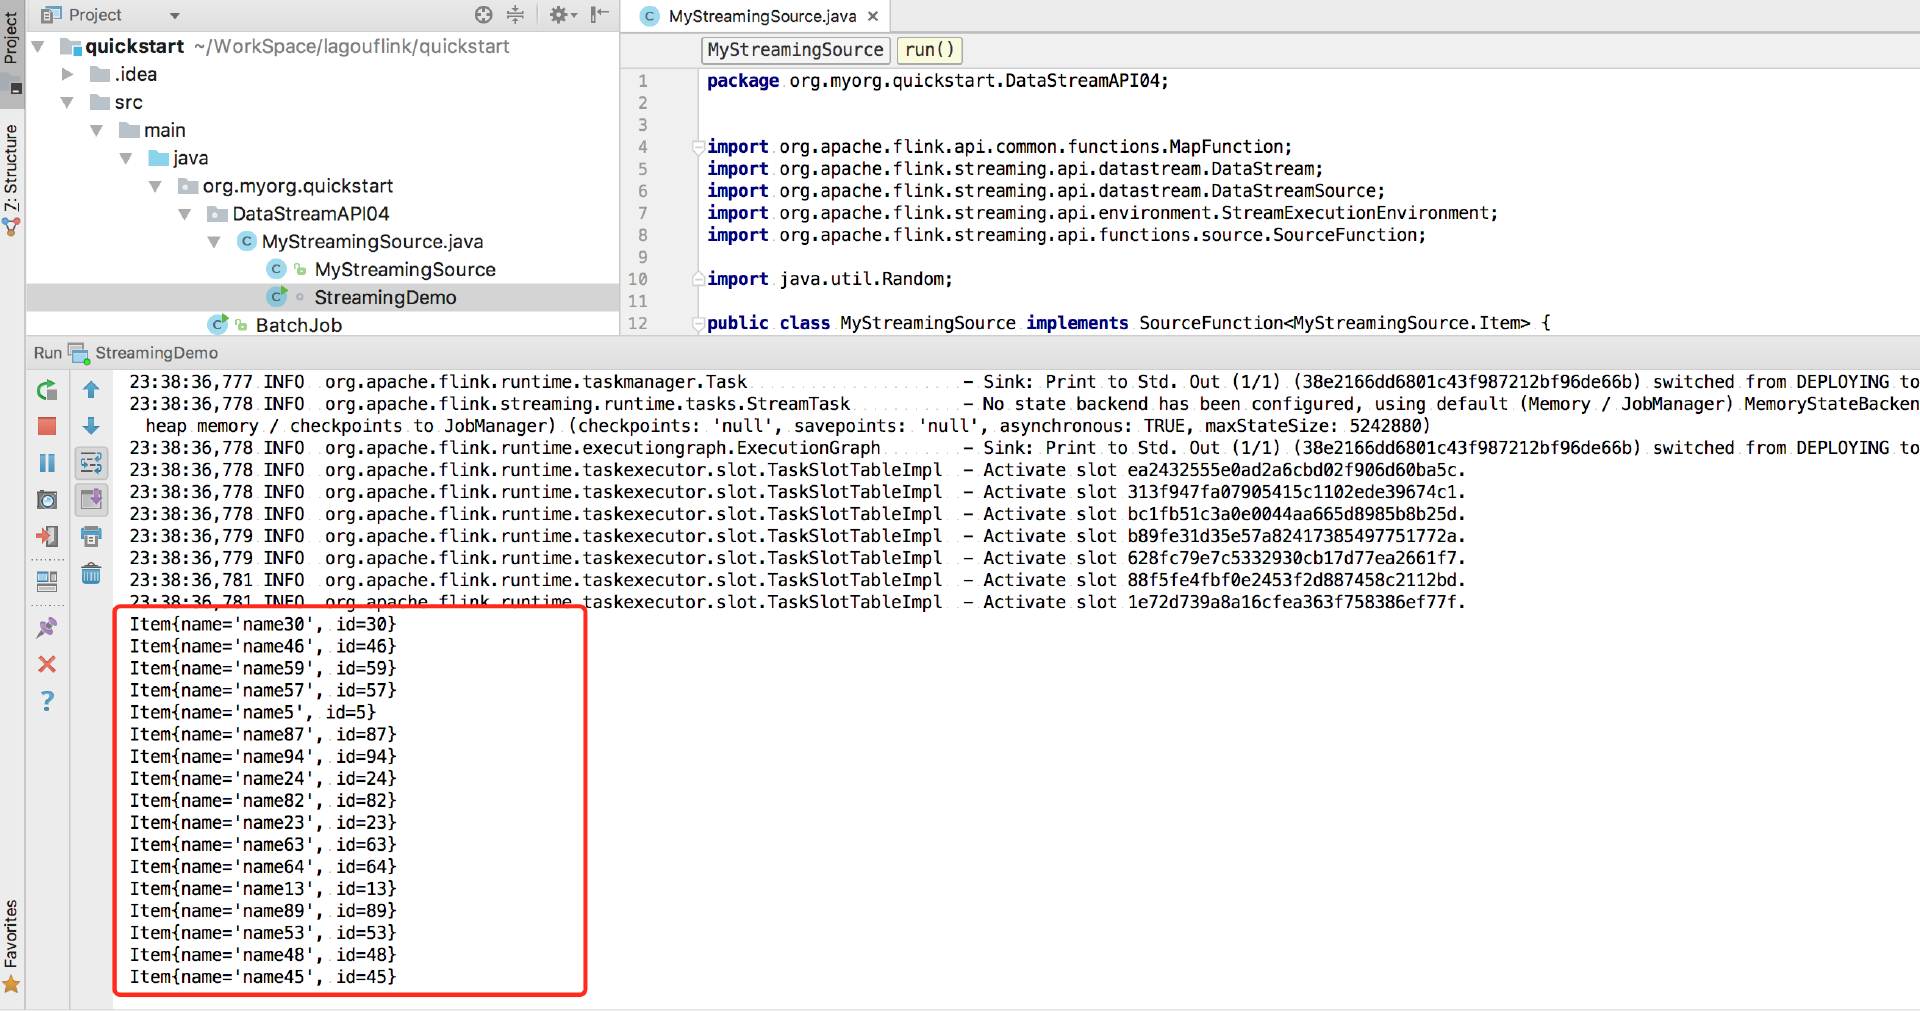 Project
quickstart ~/WorkSpace/lagouflink/quickstart
.idea
src
main
java
org.myorg.quickstart
DataStreamAPI04
MyStreamingSource.java
MyStreamingSource
StreamingDemo
BatchJob
Project
7: Structure
Favorites
MyStreamingSource.java
MyStreamingSource run()
1 package org.myorg.quickstart.DataStreamAPI04;
2
3
4 import org.apache.flink.api.common.functions.MapFunction;
5 import org.apache.flink.streaming.api.datastream.DataStream;
6 import org.apache.flink.streaming.api.datastream.DataStreamSource;
7 import org.apache.flink.streaming.api.environment.StreamExecutionEnvironment;
8 import org.apache.flink.streaming.api.functions.source.SourceFunction;
9
10 import java.util.Random;
11
12 public class MyStreamingSource implements SourceFunction<MyStreamingSource.Item> {
Run StreamingDemo
23:38:36,777 INFO org.apache.flink.runtime.taskmanager.Task - Sink: Print to Std. Out (1/1) (38e2166dd6801c43f987212bf96de66b) switched from DEPLOYING to
23:38:36,778 INFO org.apache.flink.streaming.runtime.tasks.StreamTask - No state backend has been configured, using default (Memory / JobManager) MemoryStateBacken
heap memory / checkpoints to JobManager) (checkpoints: 'null', savepoints: 'null', asynchronous: TRUE, maxStateSize: 5242880)
23:38:36,778 INFO org.apache.flink.runtime.executiongraph.ExecutionGraph - Sink: Print to Std. Out (1/1) (38e2166dd6801c43f987212bf96de66b) switched from DEPLOYING to
23:38:36,778 INFO org.apache.flink.runtime.taskexecutor.slot.TaskSlotTableImpl - Activate slot ea2432555e0ad2a6cbd02f906d60ba5c.
23:38:36,778 INFO org.apache.flink.runtime.taskexecutor.slot.TaskSlotTableImpl - Activate slot 313f947fa07905415c1102ede39674c1.
23:38:36,778 INFO org.apache.flink.runtime.taskexecutor.slot.TaskSlotTableImpl - Activate slot bc1fb51c3a0e0044aa665d8985b8b25d.
23:38:36,779 INFO org.apache.flink.runtime.taskexecutor.slot.TaskSlotTableImpl - Activate slot b89fe31d35e57a82417385497751772a.
23:38:36,779 INFO org.apache.flink.runtime.taskexecutor.slot.TaskSlotTableImpl - Activate slot 628fc79e7c5332930cb17d77ea2661f7.
23:38:36,781 INFO org.apache.flink.runtime.taskexecutor.slot.TaskSlotTableImpl - Activate slot 88f5fe4fbf0e2453f2d887458c2112bd.
23:38:36,781 INFO org.apache.flink.runtime.taskexecutor.slot.TaskSlotTableImpl - Activate slot 1e72d739a8a16cfea363f758386ef77f.
Item{name='name30', id=30}
Item{name='name46', id=46}
Item{name='name59', id=59}
Item{name='name57', id=57}
Item{name='name5', id=5}
Item{name='name87', id=87}
Item{name='name94', id=94}
Item{name='name24', id=24}
Item{name='name82', id=82}
Item{name='name23', id=23}
Item{name='name63', id=63}
Item{name='name64', id=64}
Item{name='name13', id=13}
Item{name='name89', id=89}
Item{name='name53', id=53}
Item{name='name48', id=48}
Item{name='name45', id=45}